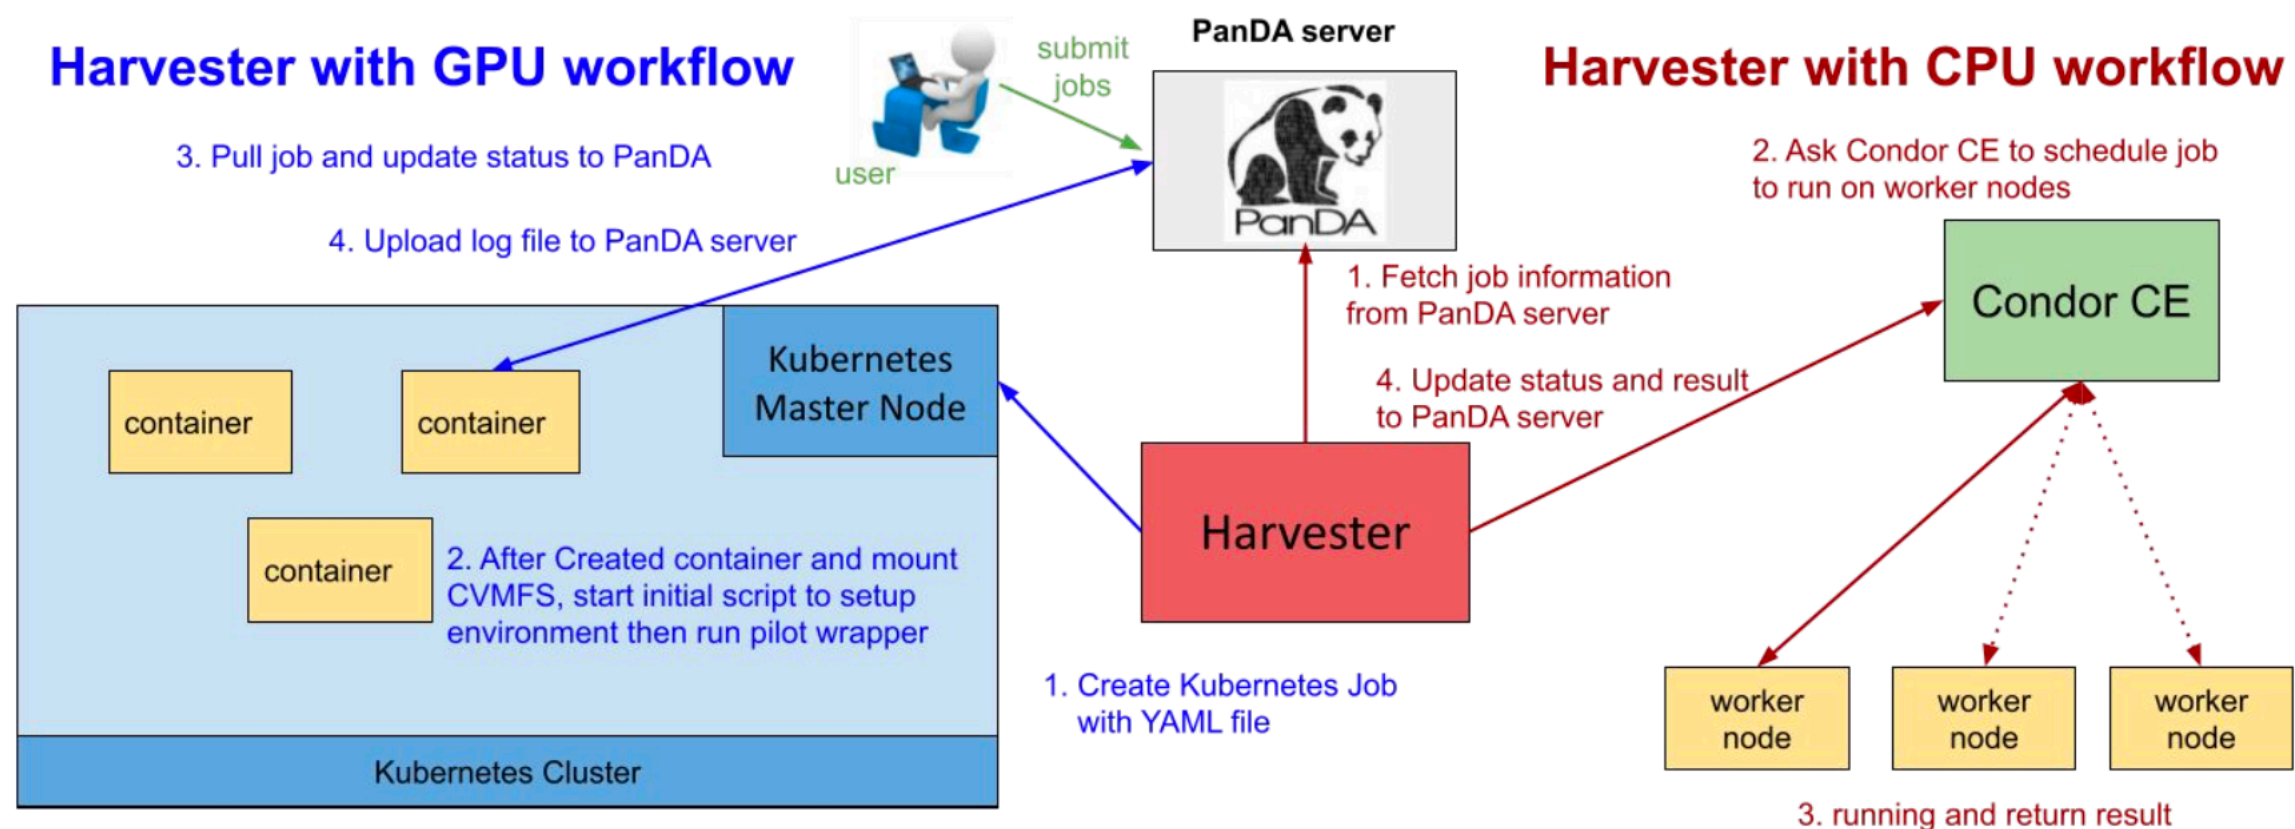 Harvester with GPU workflow
submit
jobs
user
PanDA server
PanDA
Harvester with CPU workflow
3. Pull job and update status to PanDA
4. Upload log file to PanDA server
2. Ask Condor CE to schedule job
to run on worker nodes
Condor CE
1. Fetch job information
from PanDA server
4. Update status and result
to PanDA server
Kubernetes
Master Node
container
container
container
2. After Created container and mount
CVMFS, start initial script to setup
environment then run pilot wrapper
Harvester
1. Create Kubernetes Job
with YAML file
Kubernetes Cluster
worker
node
worker
node
worker
node
3. running and return result